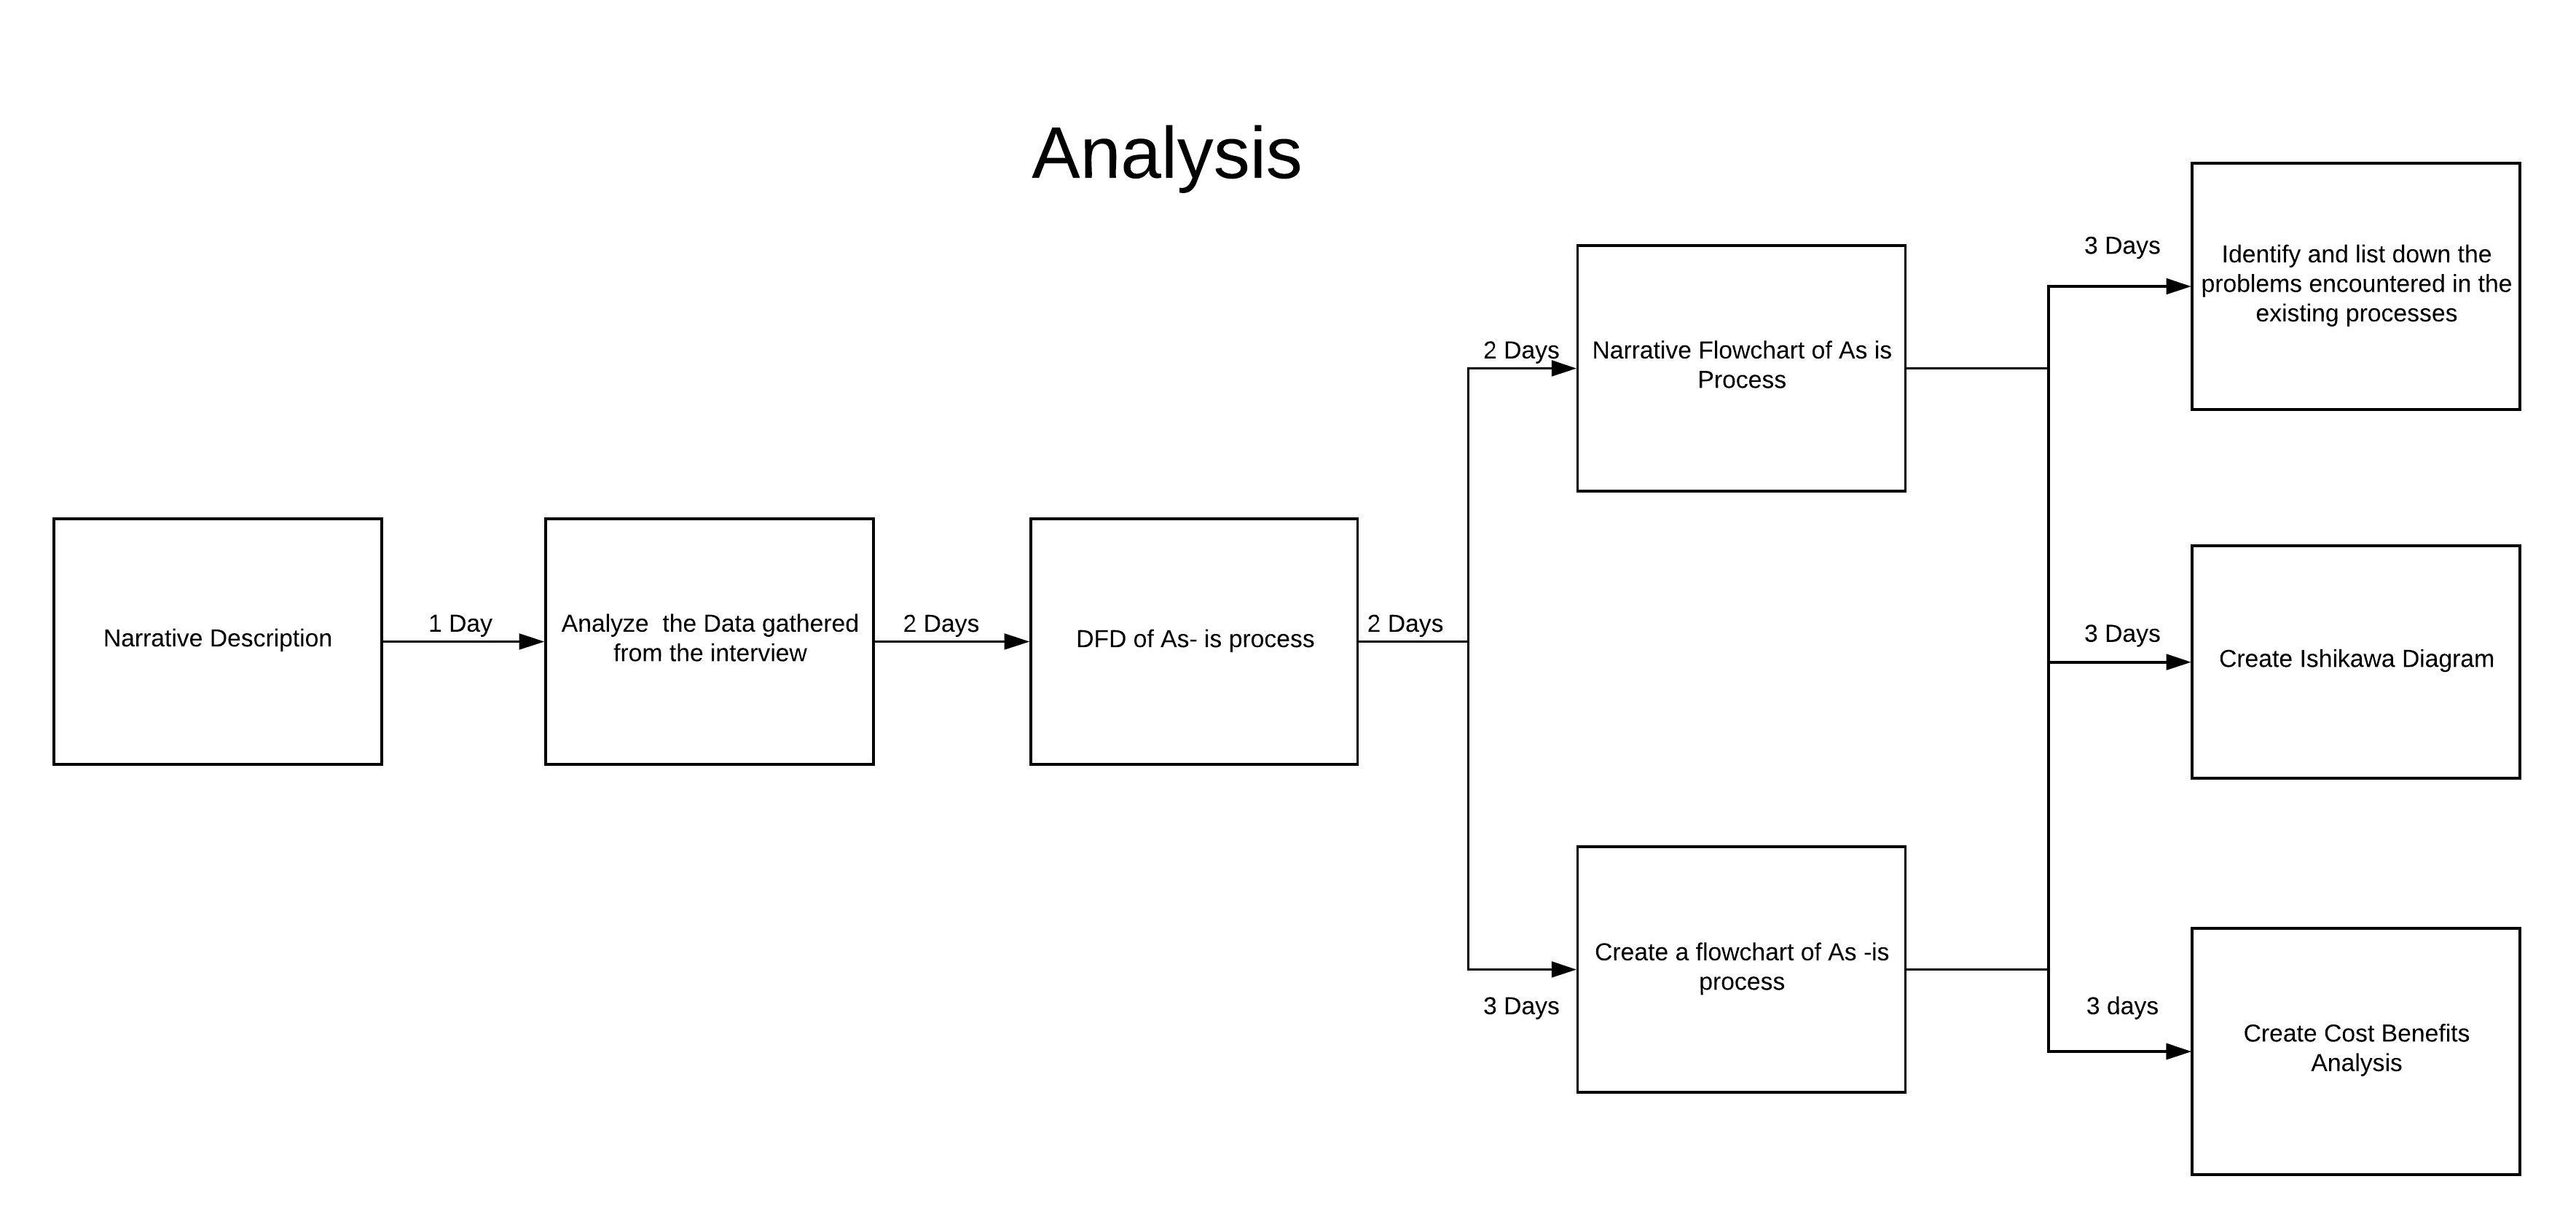 Analysis
Narrative Description
1 Day
Analyze  the Data gathered
from the interview
2 Days
DFD of As- is process
2 Days
2 Days
Narrative Flowchart of As is
Process
3 Days
Create a flowchart of As -is
process
3 Days
Identify and list down the
problems encountered in the
existing processes
3 Days
Create Ishikawa Diagram
3 days
Create Cost Benefits
Analysis